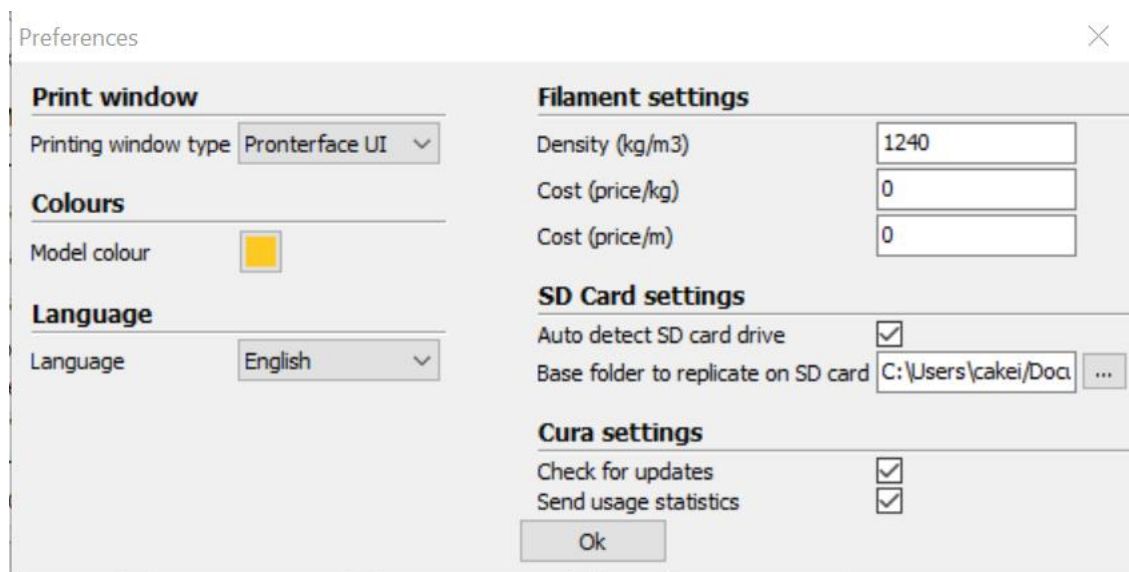 Preferences
Print window
Printing window type Pronterface UI
Colours
Model colour
Language
Language English
Filament settings
Density (kg/m3) 1240
Cost (price/kg) 0
Cost (price/m) 0
SD Card settings
Auto detect SD card drive
Base folder to replicate on SD card C:\Users\cakei/Docu ...
Cura settings
Check for updates
Send usage statistics
Ok